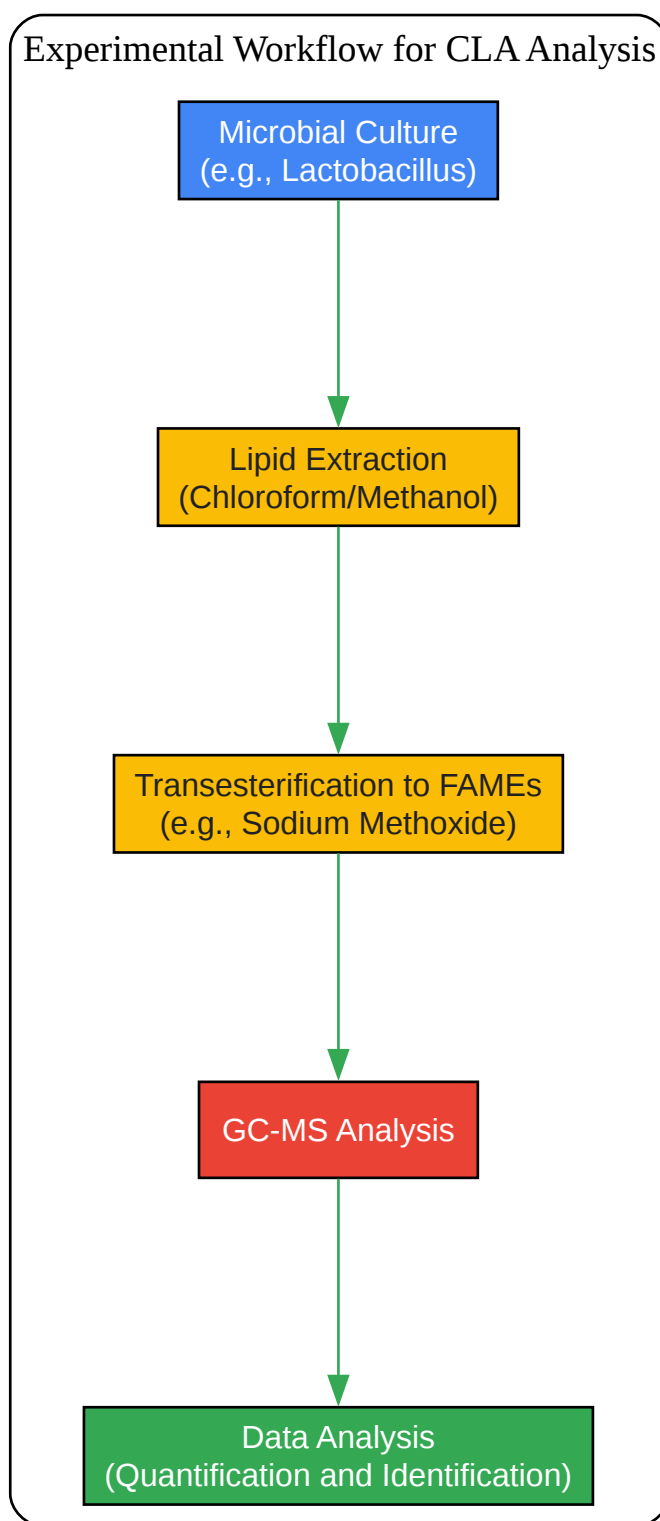 Experimental Workflow for CLA Analysis
Microbial Culture
(e.g., Lactobacillus)
Lipid Extraction
(Chloroform/Methanol)
Transesterification to FAMEs
(e.g., Sodium Methoxide)
GC-MS Analysis
Data Analysis
(Quantification and Identification)